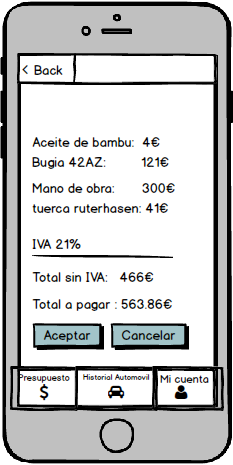 < Back
Aceite de bambu: 4€
Bugia 42AZ: 121€
Mano de obra: 300€
tuerca ruterhasen: 41€
IVA 21%
Total sin IVA: 466€
Total a pagar : 563.86€
Aceptar Cancelar
Presupuesto Historial Automovil Mi cuenta
$